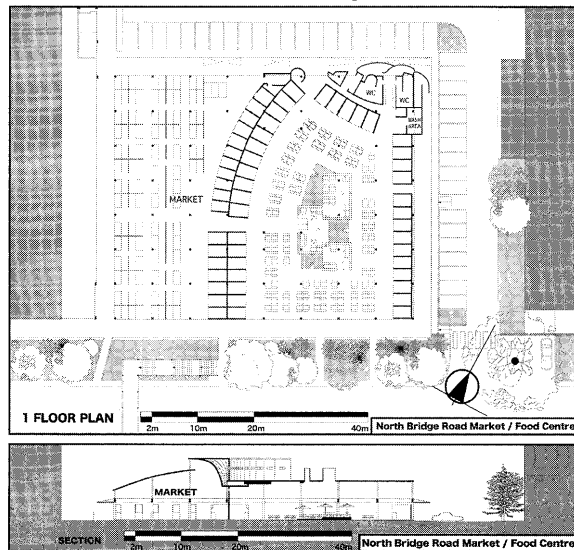 WC
WC
WASH
AREA
MARKET
1 FLOOR PLAN
2m 10m 20m 40m
North Bridge Road Market / Food Centre
MARKET
SECTION
2m 10m 20m 40m
North Bridge Road Market / Food Centre